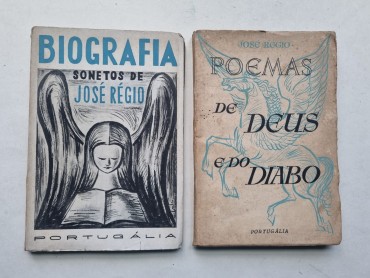 BIOGRAFIA
SONETOS DE
JOSÉ RÉGIO
PORTUGÁLIA
JOSÉ RÉGIO
POEMAS
DE
DEUS
E DO
DIABO
PORTUGÁLIA